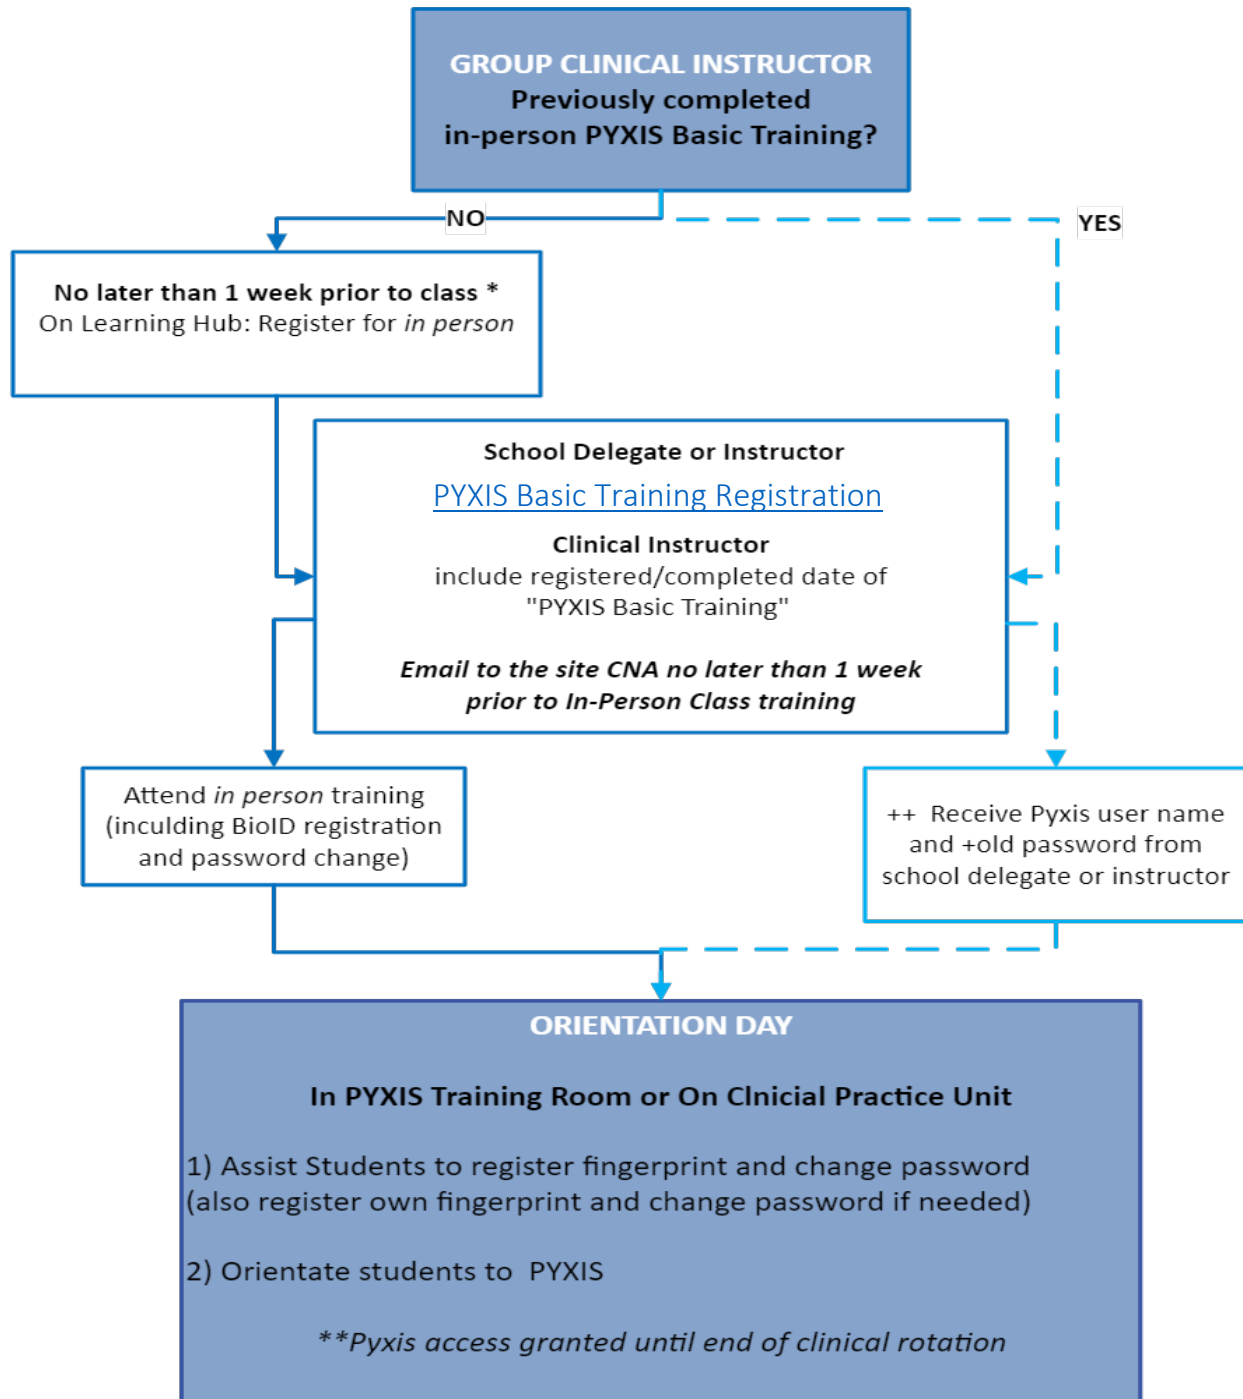 GROUP CLINICAL INSTRUCTOR
Previously completed
in-person PYXIS Basic Training?
NO
YES
No later than 1 week prior to class *
On Learning Hub: Register for in person
School Delegate or Instructor
PYXIS Basic Training Registration
Clinical Instructor
include registered/completed date of
"PYXIS Basic Training"
Email to the site CNA no later than 1 week
prior to In-Person Class training
Attend in person training
(inculding BioID registration
and password change)
++ Receive Pyxis user name
and +old password from
school delegate or instructor
ORIENTATION DAY
In PYXIS Training Room or On Clnicial Practice Unit
1) Assist Students to register fingerprint and change password
(also register own fingerprint and change password if needed)
2) Orientate students to PYXIS
**Pyxis access granted until end of clinical rotation